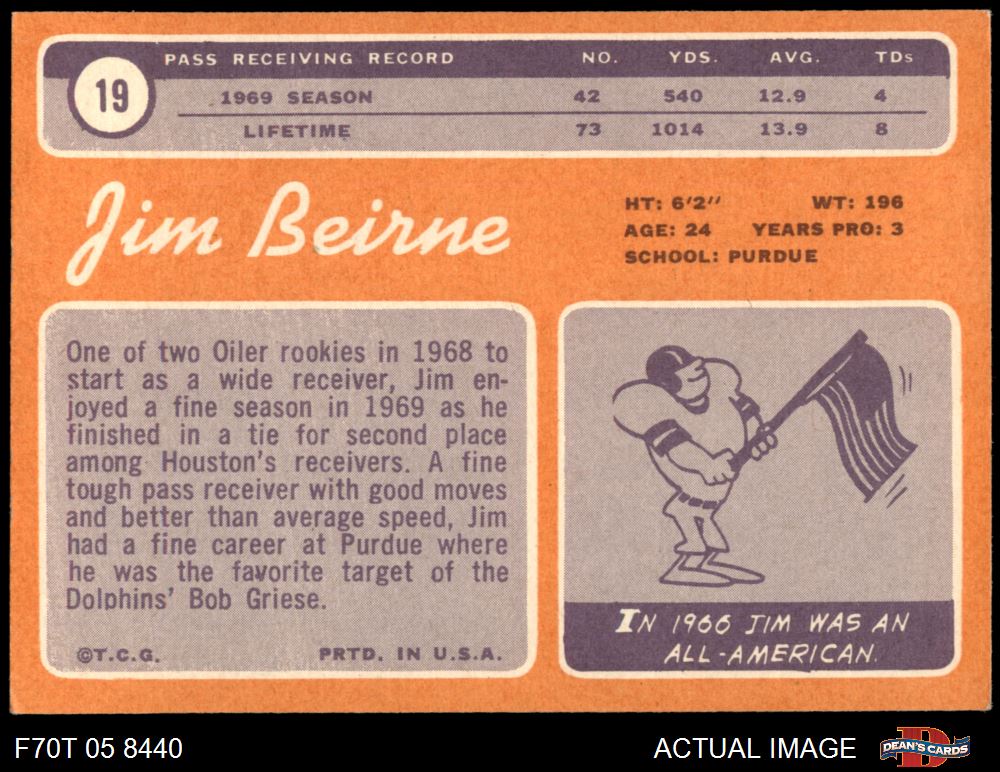 19
PASS RECEIVING RECORD NO. YDS. AVG. TDs
1969 SEASON 42 540 12.9 4
LIFETIME 73 1014 13.9 8
Jim Beirne
HT: 6'2" WT: 196
AGE: 24 YEARS PRO: 3
SCHOOL: PURDUE
One of two Oiler rookies in 1968 to
start as a wide receiver, Jim en-
joyed a fine season in 1969 as he
finished in a tie for second place
among Houston's receivers. A fine
tough pass receiver with good moves
and better than average speed, Jim
had a fine career at Purdue where
he was the favorite target of the
Dolphins' Bob Griese.
©T.C.G. PRTD. IN U.S.A.
IN 1966 JIM WAS AN
ALL-AMERICAN.
F70T 05 8440 ACTUAL IMAGE D DEAN'S CARDS